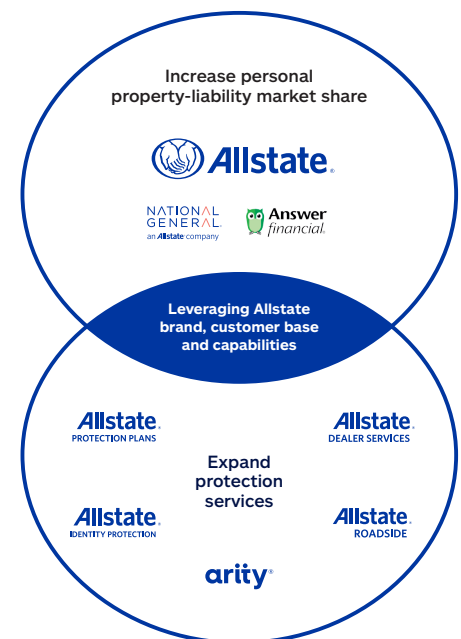 Increase personal
property-liability market share
Allstate®
NATIONAL
GENERAL®
an Allstate company
Answer
financial®
Leveraging Allstate
brand, customer base
and capabilities
Allstate®
PROTECTION PLANS
Allstate®
DEALER SERVICES
Expand
protection
services
Allstate®
IDENTITY PROTECTION
Allstate®
ROADSIDE
arity®